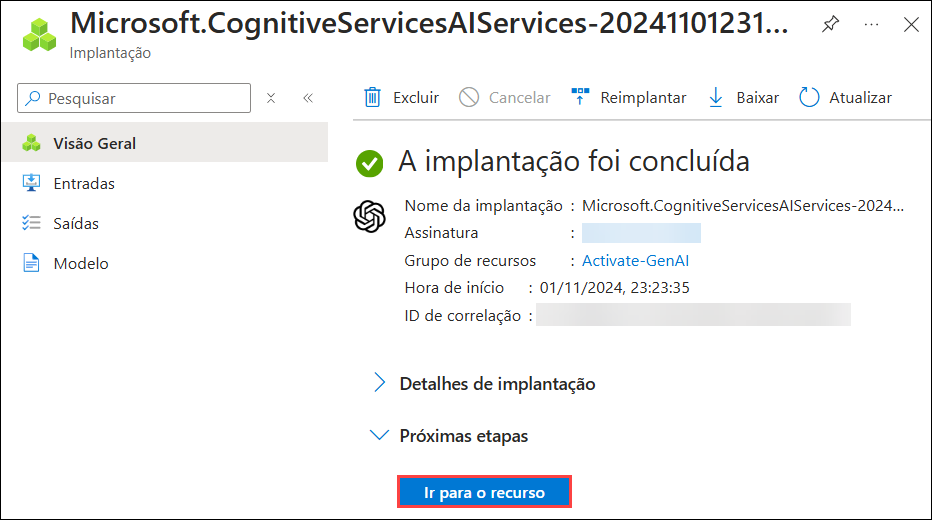 Microsoft.CognitiveServicesAIServices-20241101231...
Implantação
Pesquisar
Excluir Cancelar Reimplantar Baixar Atualizar
Visão Geral
Entradas
Saídas
Modelo
A implantação foi concluída
Nome da implantação : Microsoft.CognitiveServicesAIServices-2024...
Assinatura :
Grupo de recursos : Activate-GenAI
Hora de início : 01/11/2024, 23:23:35
ID de correlação :
Detalhes de implantação
Próximas etapas
Ir para o recurso